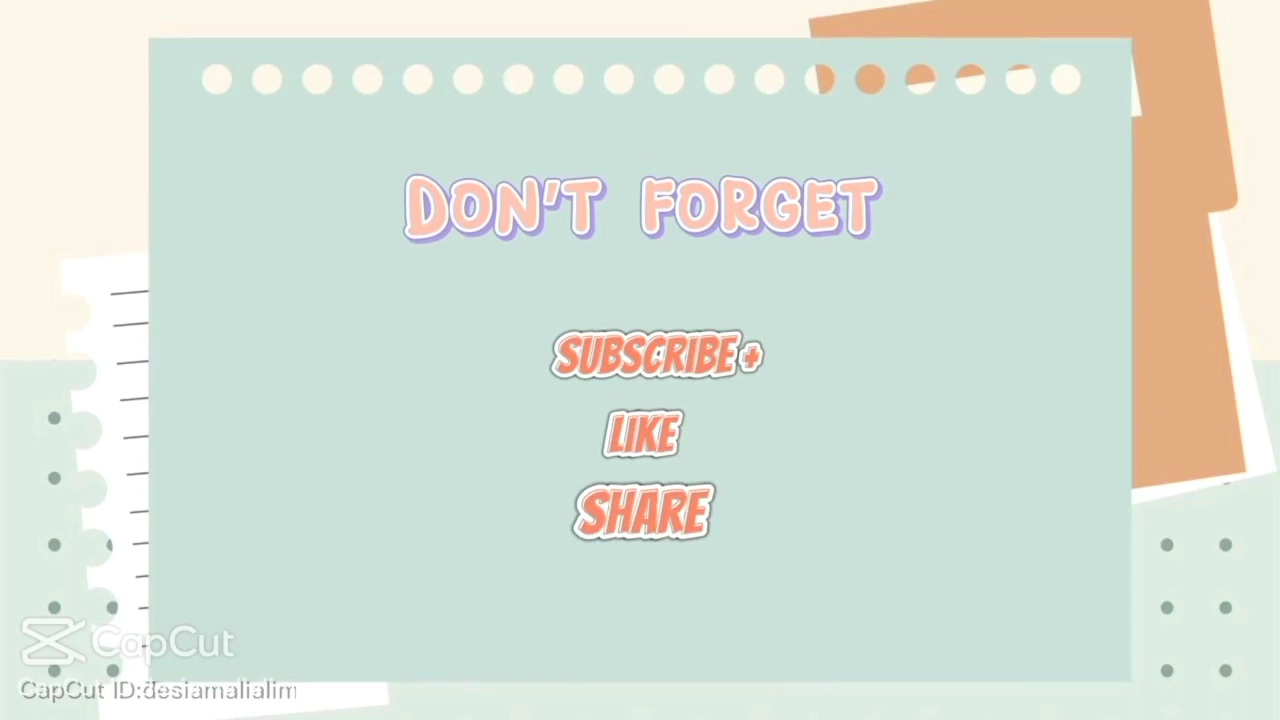 DON'T FORGET
SUBSCRIBE +
LIKE
SHARE
CapCut
CapCut ID:desiamalialim